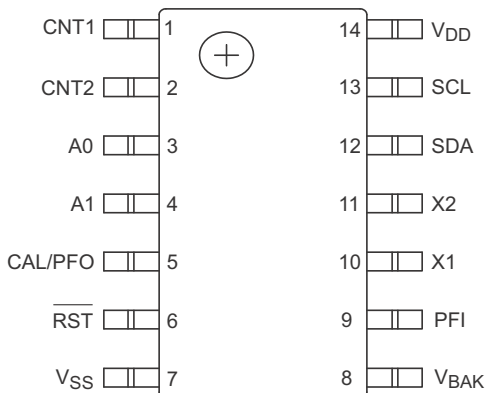 CNT1 1 14 VDD
CNT2 2 13 SCL
A0 3 12 SDA
A1 4 11 X2
CAL/PFO 5 10 X1
RST 6 9 PFI
VSS 7 8 VBAK